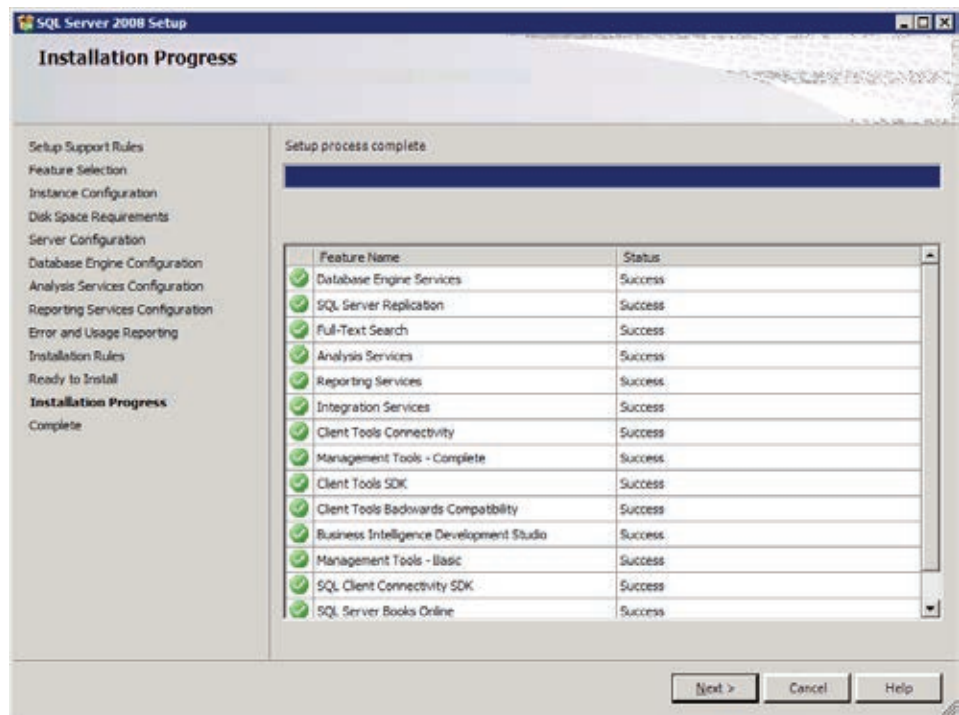 SQL Server 2008 Setup
Installation Progress
Setup Support Rules
Feature Selection
Instance Configuration
Disk Space Requirements
Server Configuration
Database Engine Configuration
Analysis Services Configuration
Reporting Services Configuration
Error and Usage Reporting
Installation Rules
Ready to Install
Installation Progress
Complete
Setup process complete
Feature Name Status
Database Engine Services Success
SQL Server Replication Success
Full-Text Search Success
Analysis Services Success
Reporting Services Success
Integration Services Success
Client Tools Connectivity Success
Management Tools - Complete Success
Client Tools SDK Success
Client Tools Backwards Compatibility Success
Business Intelligence Development Studio Success
Management Tools - Basic Success
SQL Client Connectivity SDK Success
SQL Server Books Online Success
Next > Cancel Help